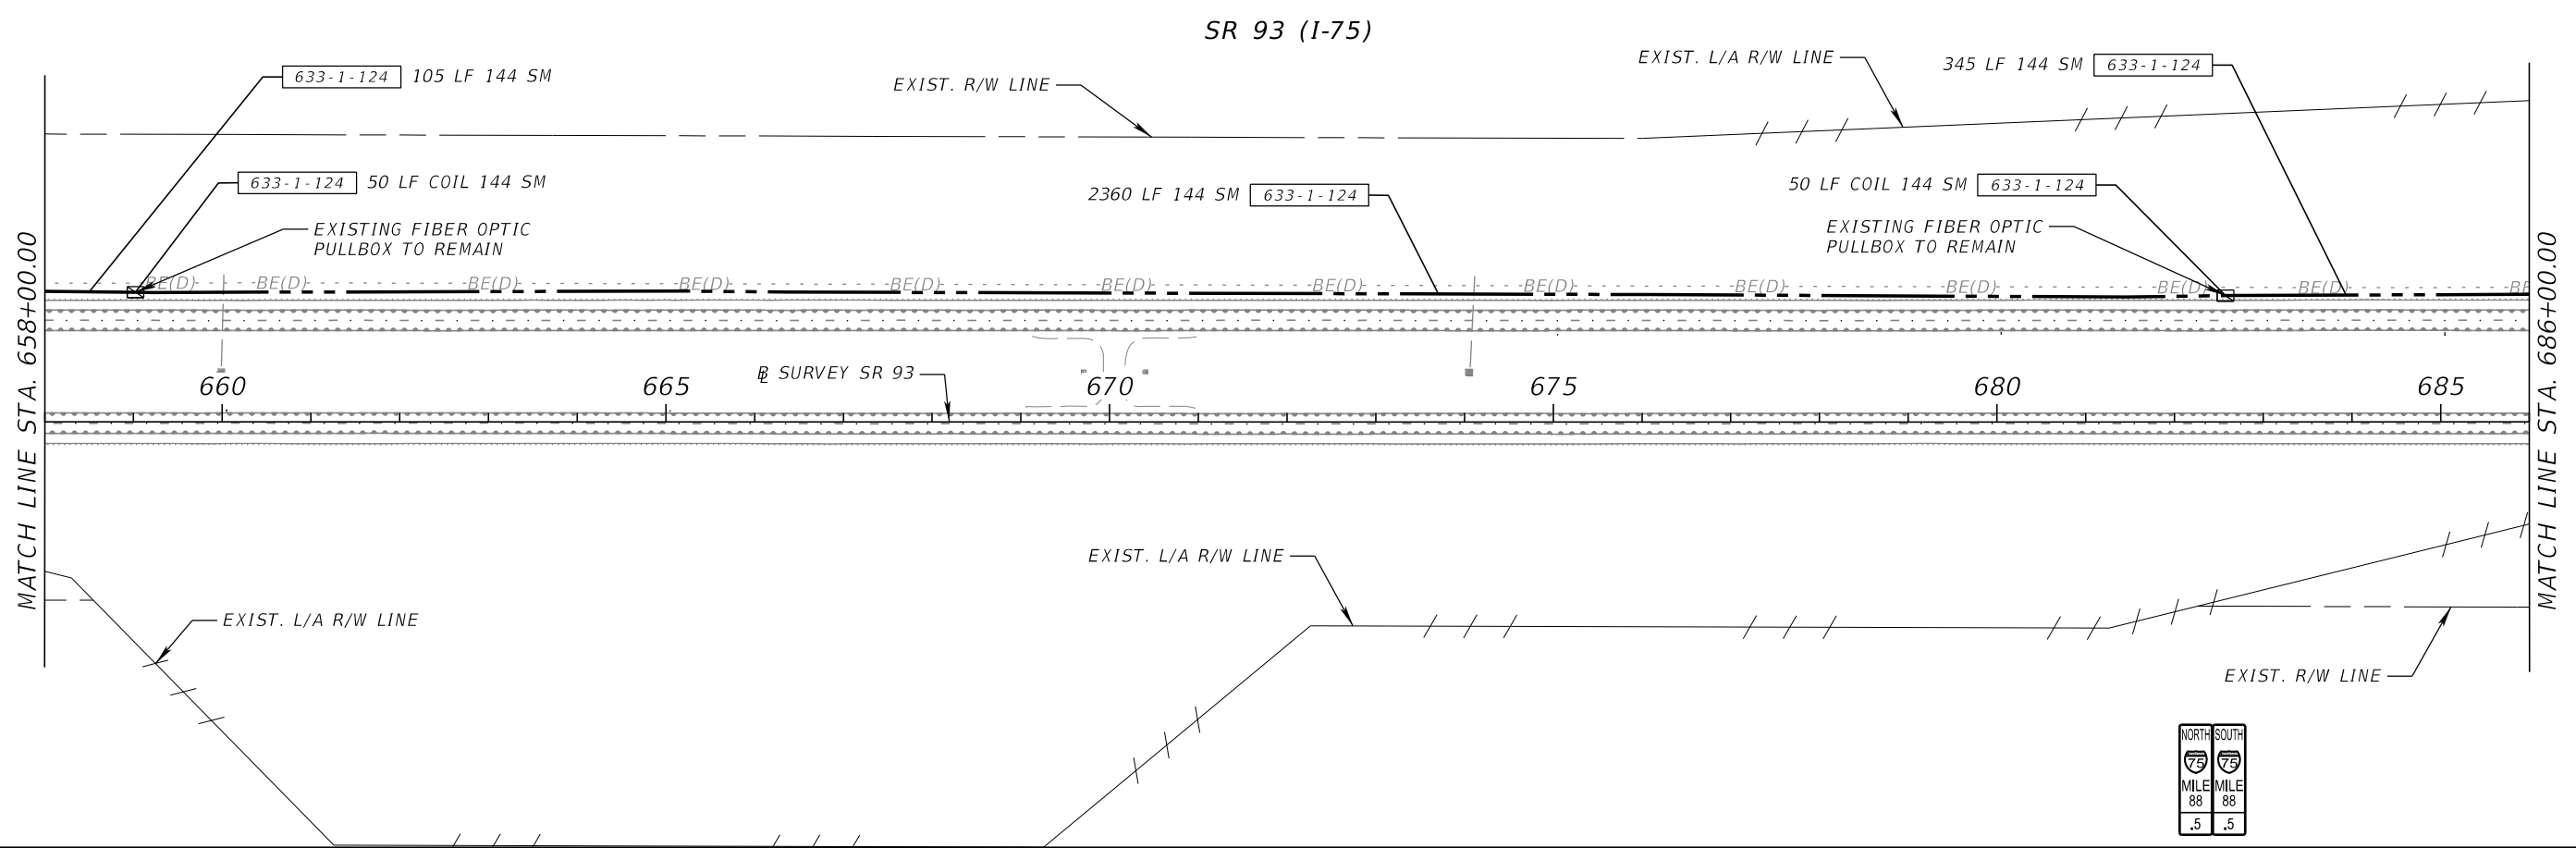 SR 93 (I-75)
633-1-124 105 LF 144 SM
EXIST. R/W LINE
EXIST. L/A R/W LINE
345 LF 144 SM 633-1-124
633-1-124 50 LF COIL 144 SM
2360 LF 144 SM 633-1-124
50 LF COIL 144 SM 633-1-124
EXISTING FIBER OPTIC
PULLBOX TO REMAIN
EXISTING FIBER OPTIC
PULLBOX TO REMAIN
BE(D) BE(D) BE(D) BE(D) BE(D) BE(D) BE(D) BE(D) BE(D) BE(D) BE(D) BE(D) BE
MATCH LINE STA. 658+00.00
MATCH LINE STA. 686+00.00
BL SURVEY SR 93
660 665 670 675 680 685
EXIST. L/A R/W LINE
EXIST. L/A R/W LINE
EXIST. R/W LINE
NORTH SOUTH
75 75
MILE MILE
88 88
.5 .5